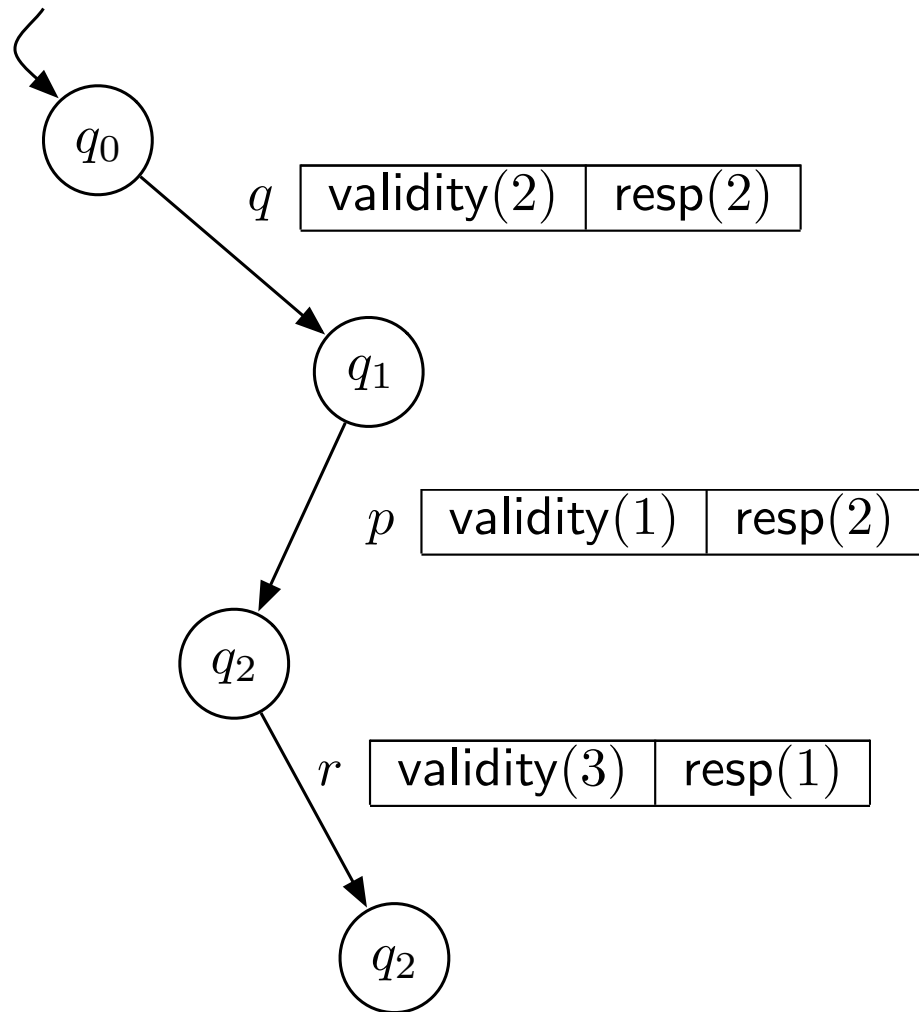 q₀
q validity(2) resp(2)
q₁
p validity(1) resp(2)
q₂
r validity(3) resp(1)
q₂